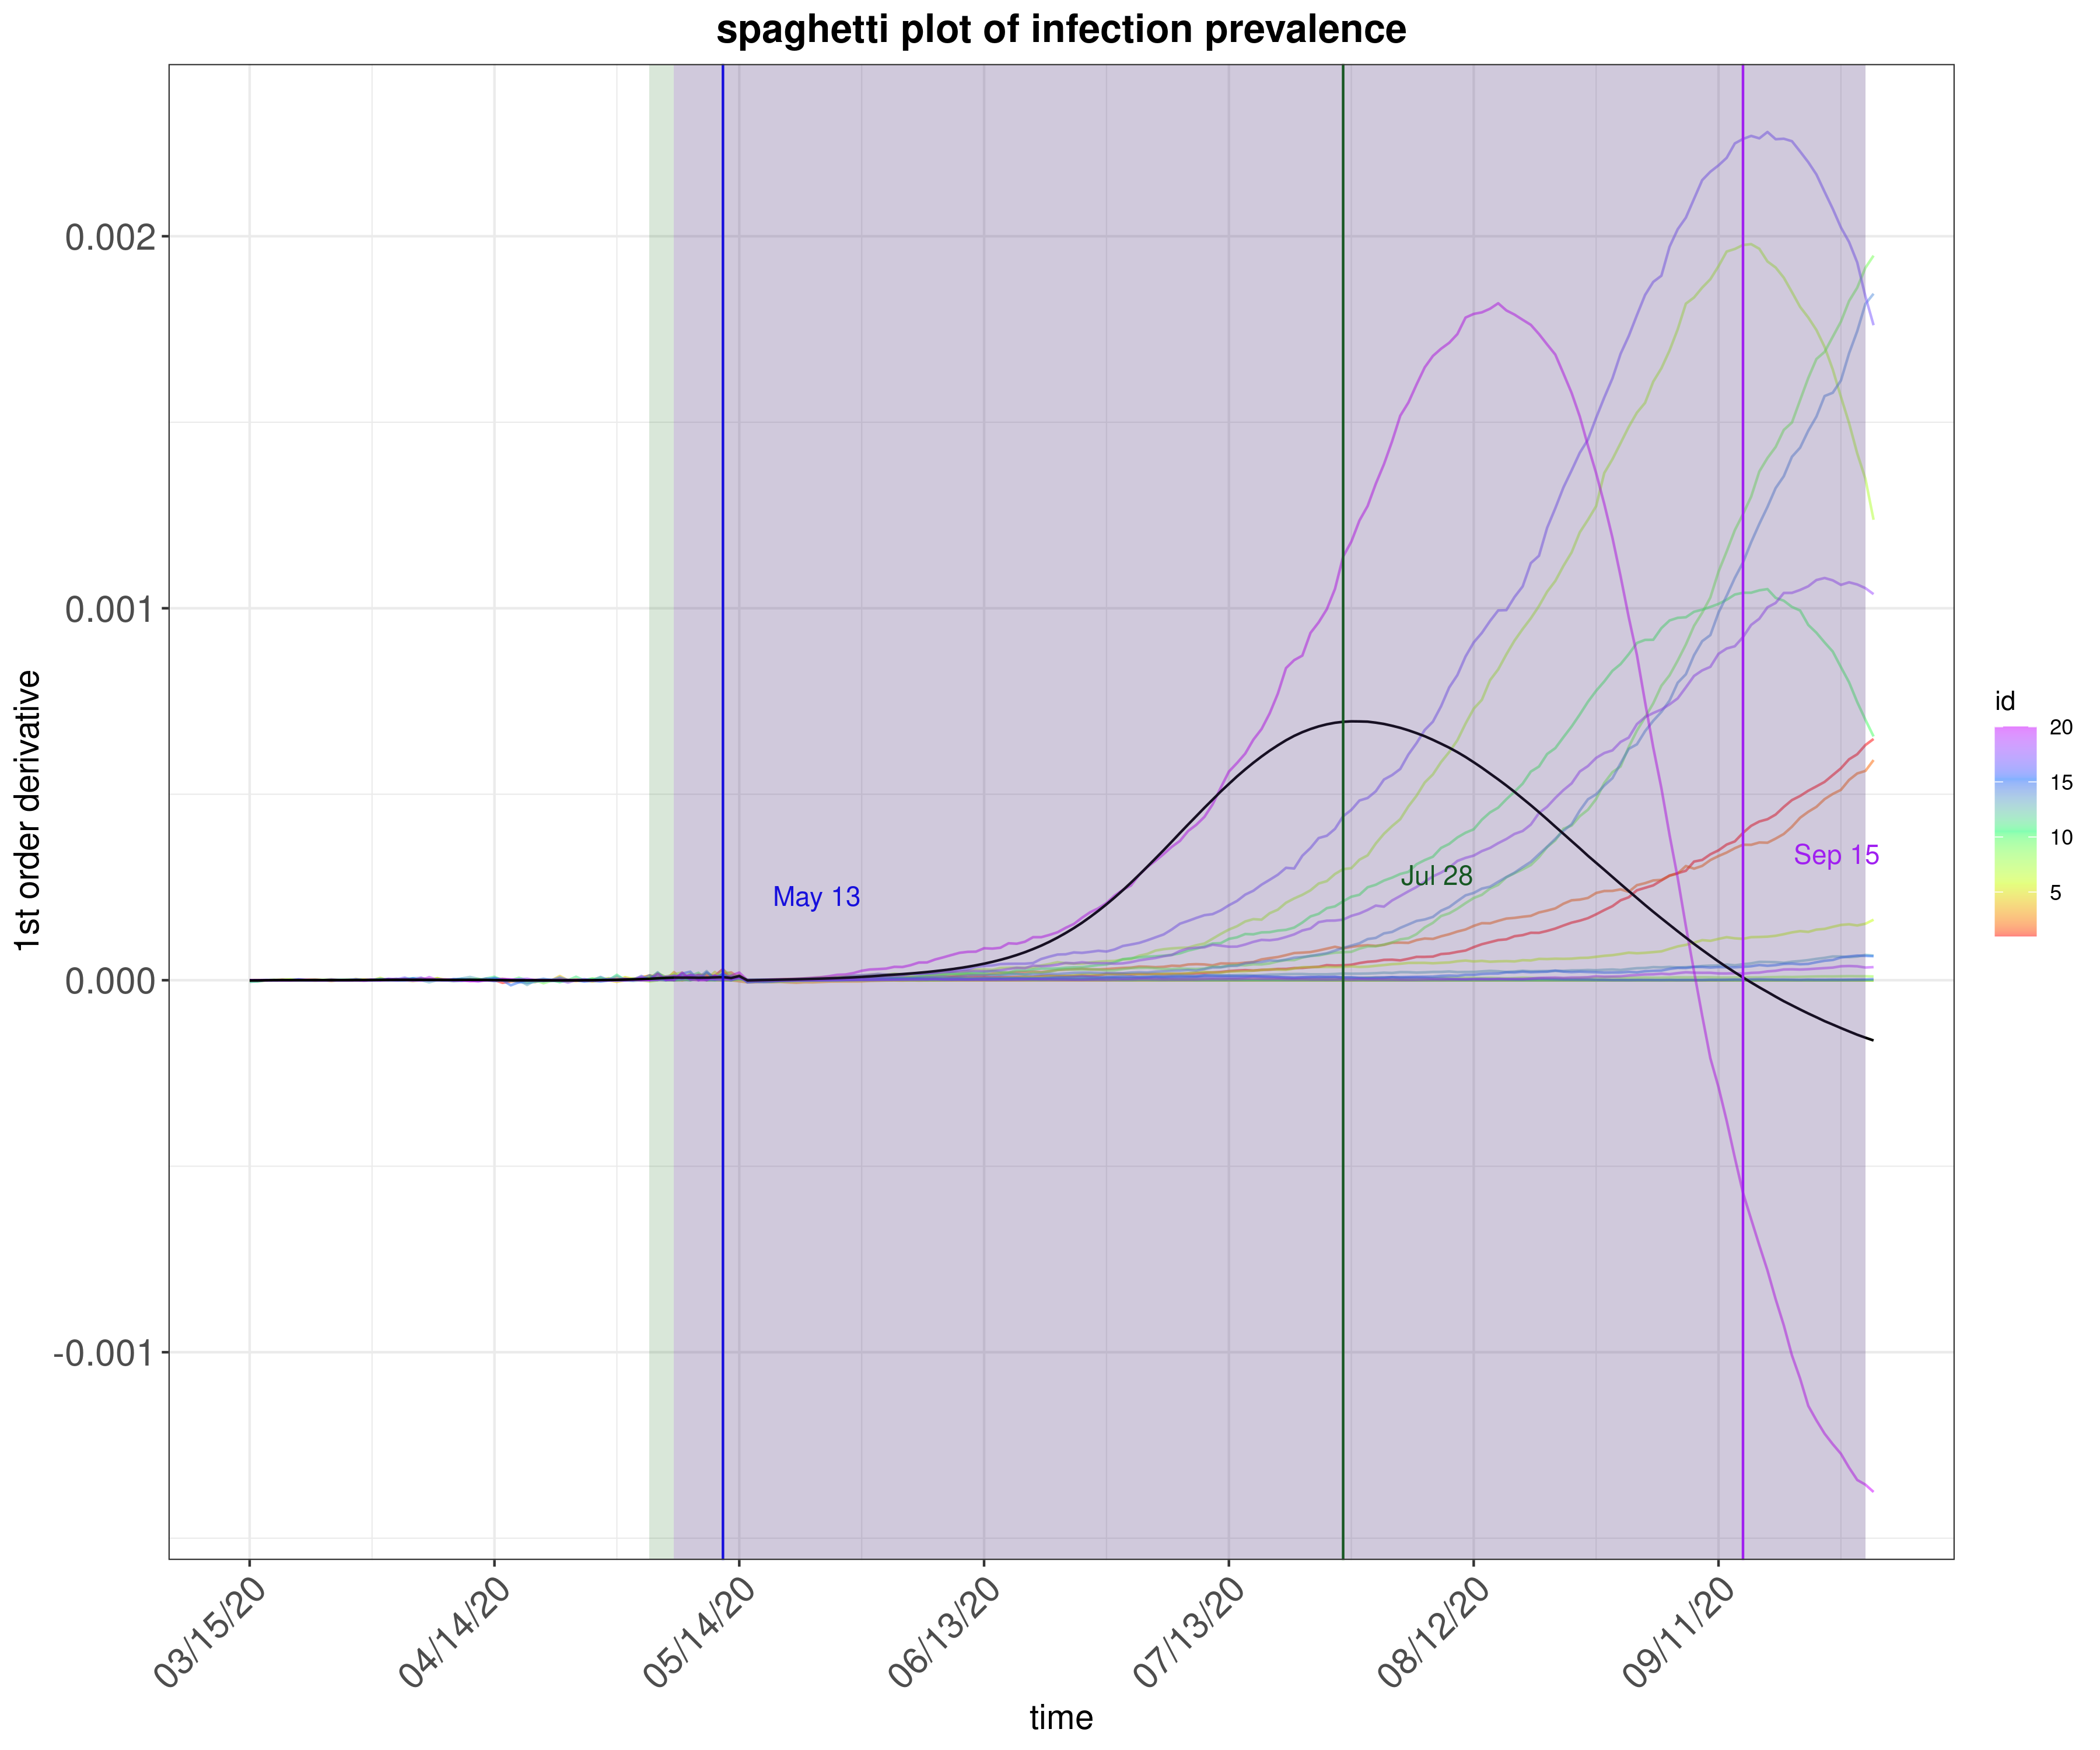 spaghetti plot of infection prevalence
1st order derivative
0.002
0.001
0.000
-0.001
May 13
Jul 28
Sep 15
id
20
15
10
5
03/15/20
04/14/20
05/14/20
06/13/20
07/13/20
08/12/20
09/11/20
time